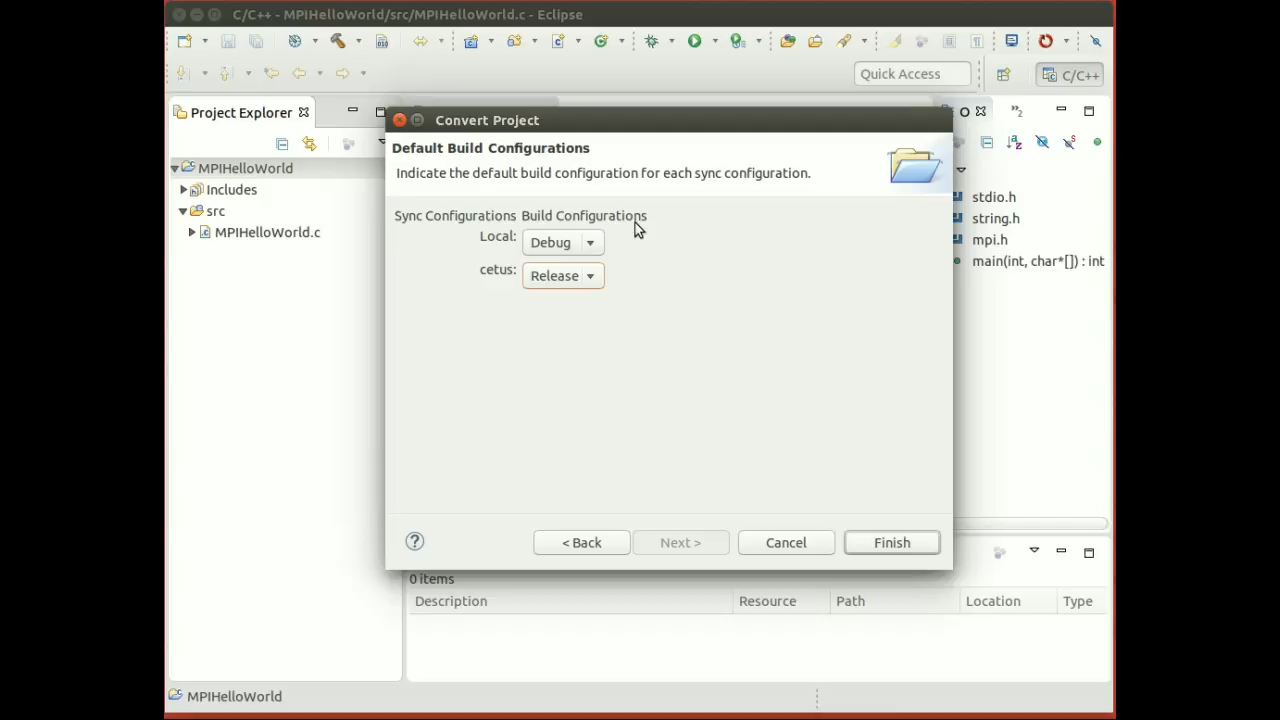 C/C++ - MPIHelloWorld/src/MPIHelloWorld.c - Eclipse
Quick Access
C/C++
Project Explorer
O
Convert Project
Default Build Configurations
Indicate the default build configuration for each sync configuration.
MPIHelloWorld
Includes
src
MPIHelloWorld.c
Sync Configurations Build Configurations
Local: Debug
cetus: Release
stdio.h
string.h
mpi.h
main(int, char*[]) : int
? < Back Next > Cancel Finish
0 items
Description Resource Path Location Type
MPIHelloWorld